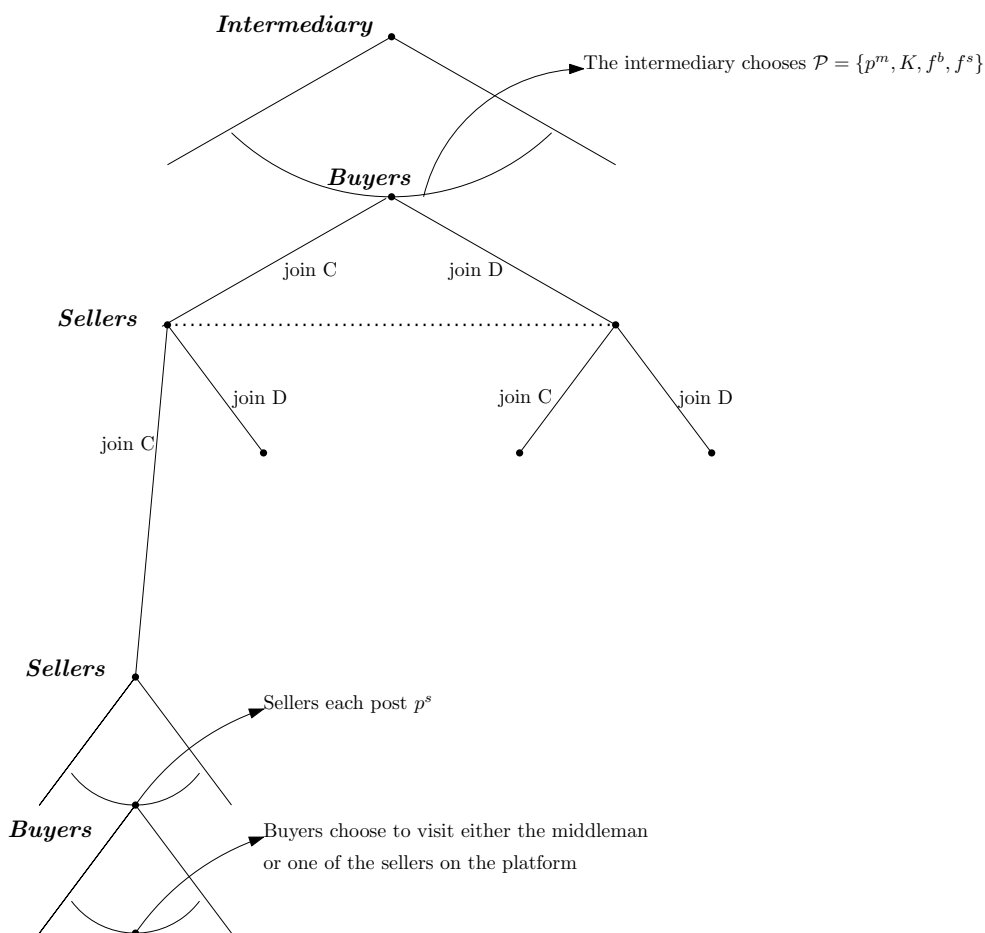 Intermediary
The intermediary chooses $\mathcal{P} = \{p^m, K, f^b, f^s\}$
Buyers
join C
join D
Sellers
join D
join C
join D
join C
Sellers
Sellers each post $p^s$
Buyers
Buyers choose to visit either the middleman
or one of the sellers on the platform